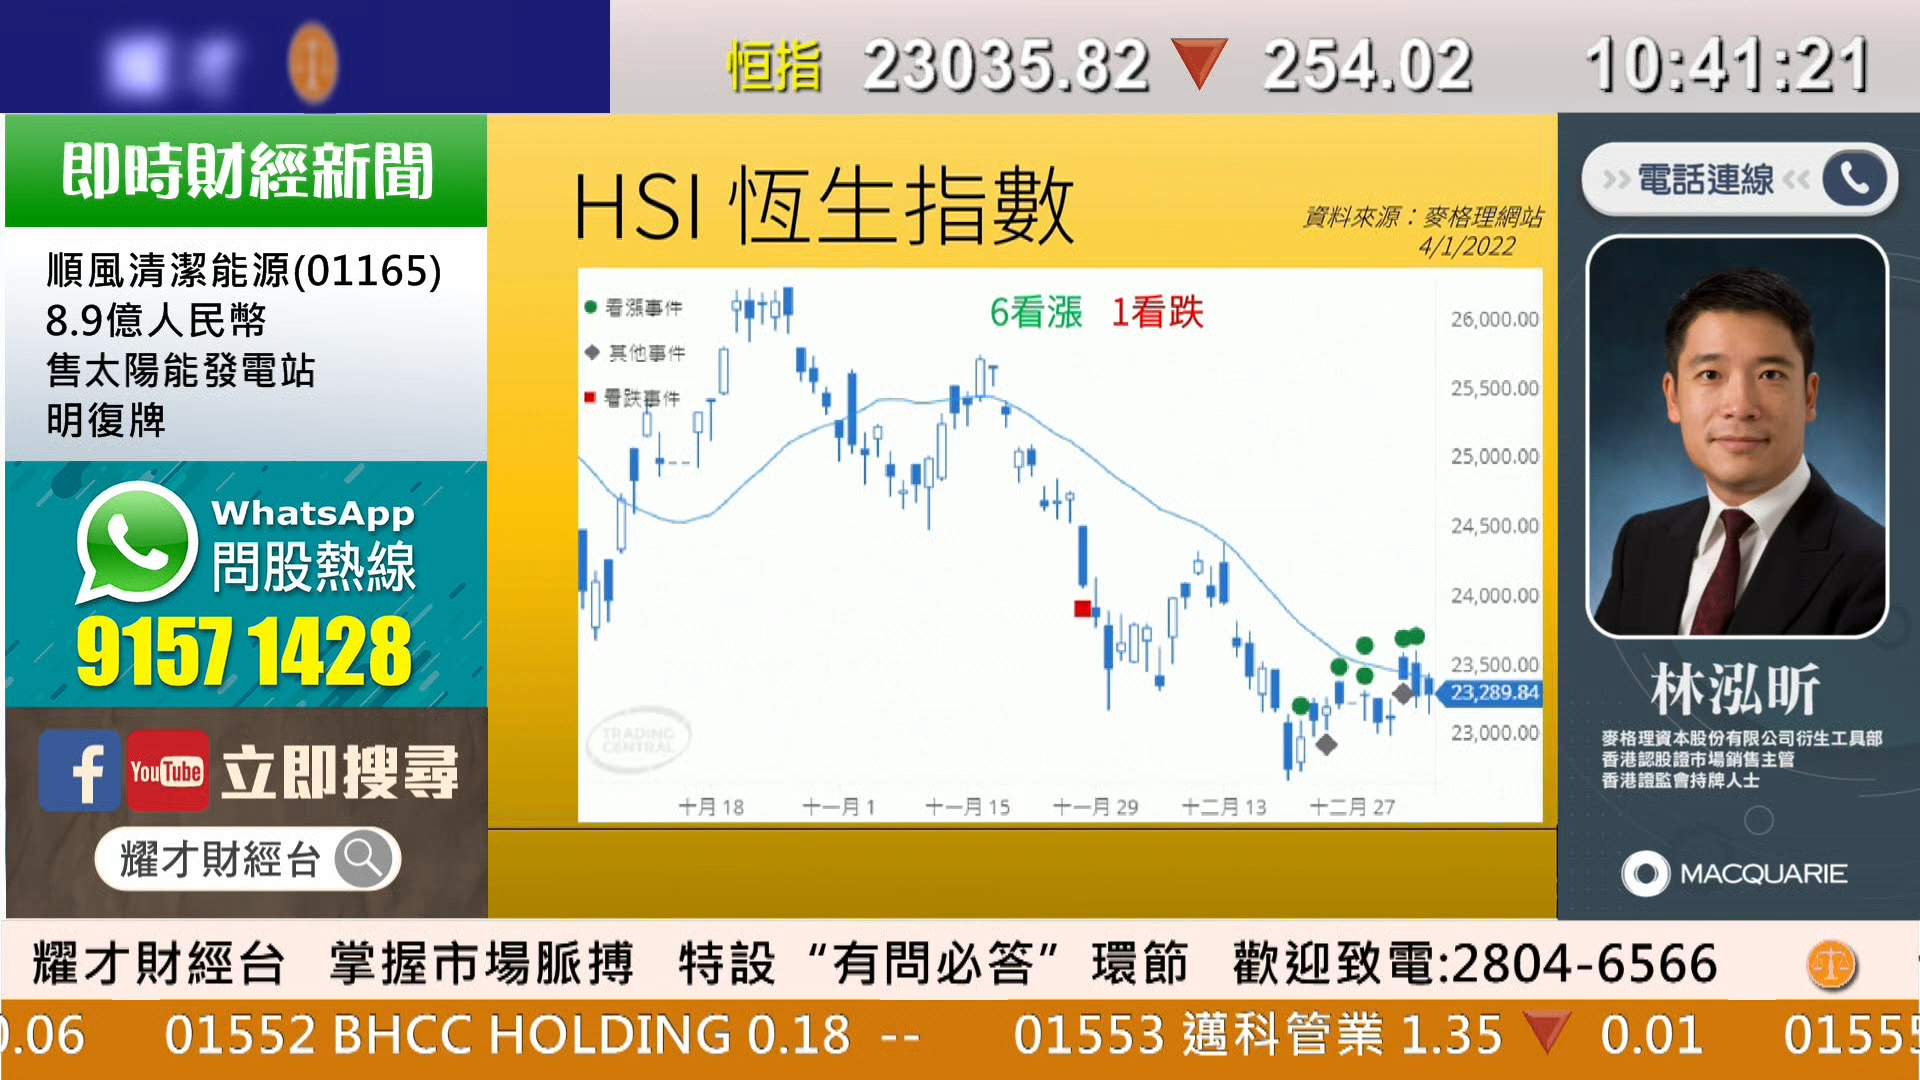 耀才
恒指 23035.82 ▼ 254.02 10:41:21
即時財經新聞
順風清潔能源(01165)
8.9億人民幣
售太陽能發電站
明復牌
WhatsApp
問股熱線
9157 1428
f YouTube 立即搜尋
耀才財經台
HSI 恆生指數
資料來源：麥格理網站
4/1/2022
看漲事件
其他事件
看跌事件
6看漲 1看跌
26,000.00
25,500.00
25,000.00
24,500.00
24,000.00
23,500.00
23,289.84
23,000.00
TRADING
CENTRAL
十月 18 十一月 1 十一月 15 十一月 29 十二月 13 十二月 27
>> 電話連線 <<
林泓昕
麥格理資本股份有限公司衍生工具部
香港認股證市場銷售主管
香港證監會持牌人士
MACQUARIE
耀才財經台 掌握市場脈搏 特設“有問必答”環節 歡迎致電:2804-6566
0.06 01552 BHCC HOLDING 0.18 -- 01553 邁科管業 1.35 ▼ 0.01 01555